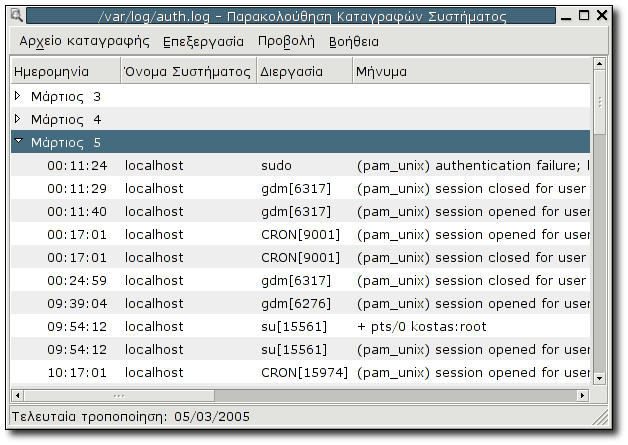 /var/log/auth.log - Παρακολούθηση Καταγραφών Συστήματος
Αρχείο καταγραφής Επεξεργασία Προβολή Βοήθεια
Ημερομηνία Όνομα Συστήματος Διεργασία Μήνυμα
Μάρτιος 3
Μάρτιος 4
Μάρτιος 5
00:11:24 localhost sudo (pam_unix) authentication failure;
00:11:29 localhost gdm[6317] (pam_unix) session closed for user
00:11:40 localhost gdm[6317] (pam_unix) session opened for user
00:17:01 localhost CRON[9001] (pam_unix) session opened for user
00:17:01 localhost CRON[9001] (pam_unix) session closed for user
00:24:59 localhost gdm[6317] (pam_unix) session closed for user
09:39:04 localhost gdm[6276] (pam_unix) session opened for user
09:54:12 localhost su[15561] + pts/0 kostas:root
09:54:12 localhost su[15561] (pam_unix) session opened for user
10:17:01 localhost CRON[15974] (pam_unix) session opened for user
Τελευταία τροποποίηση: 05/03/2005